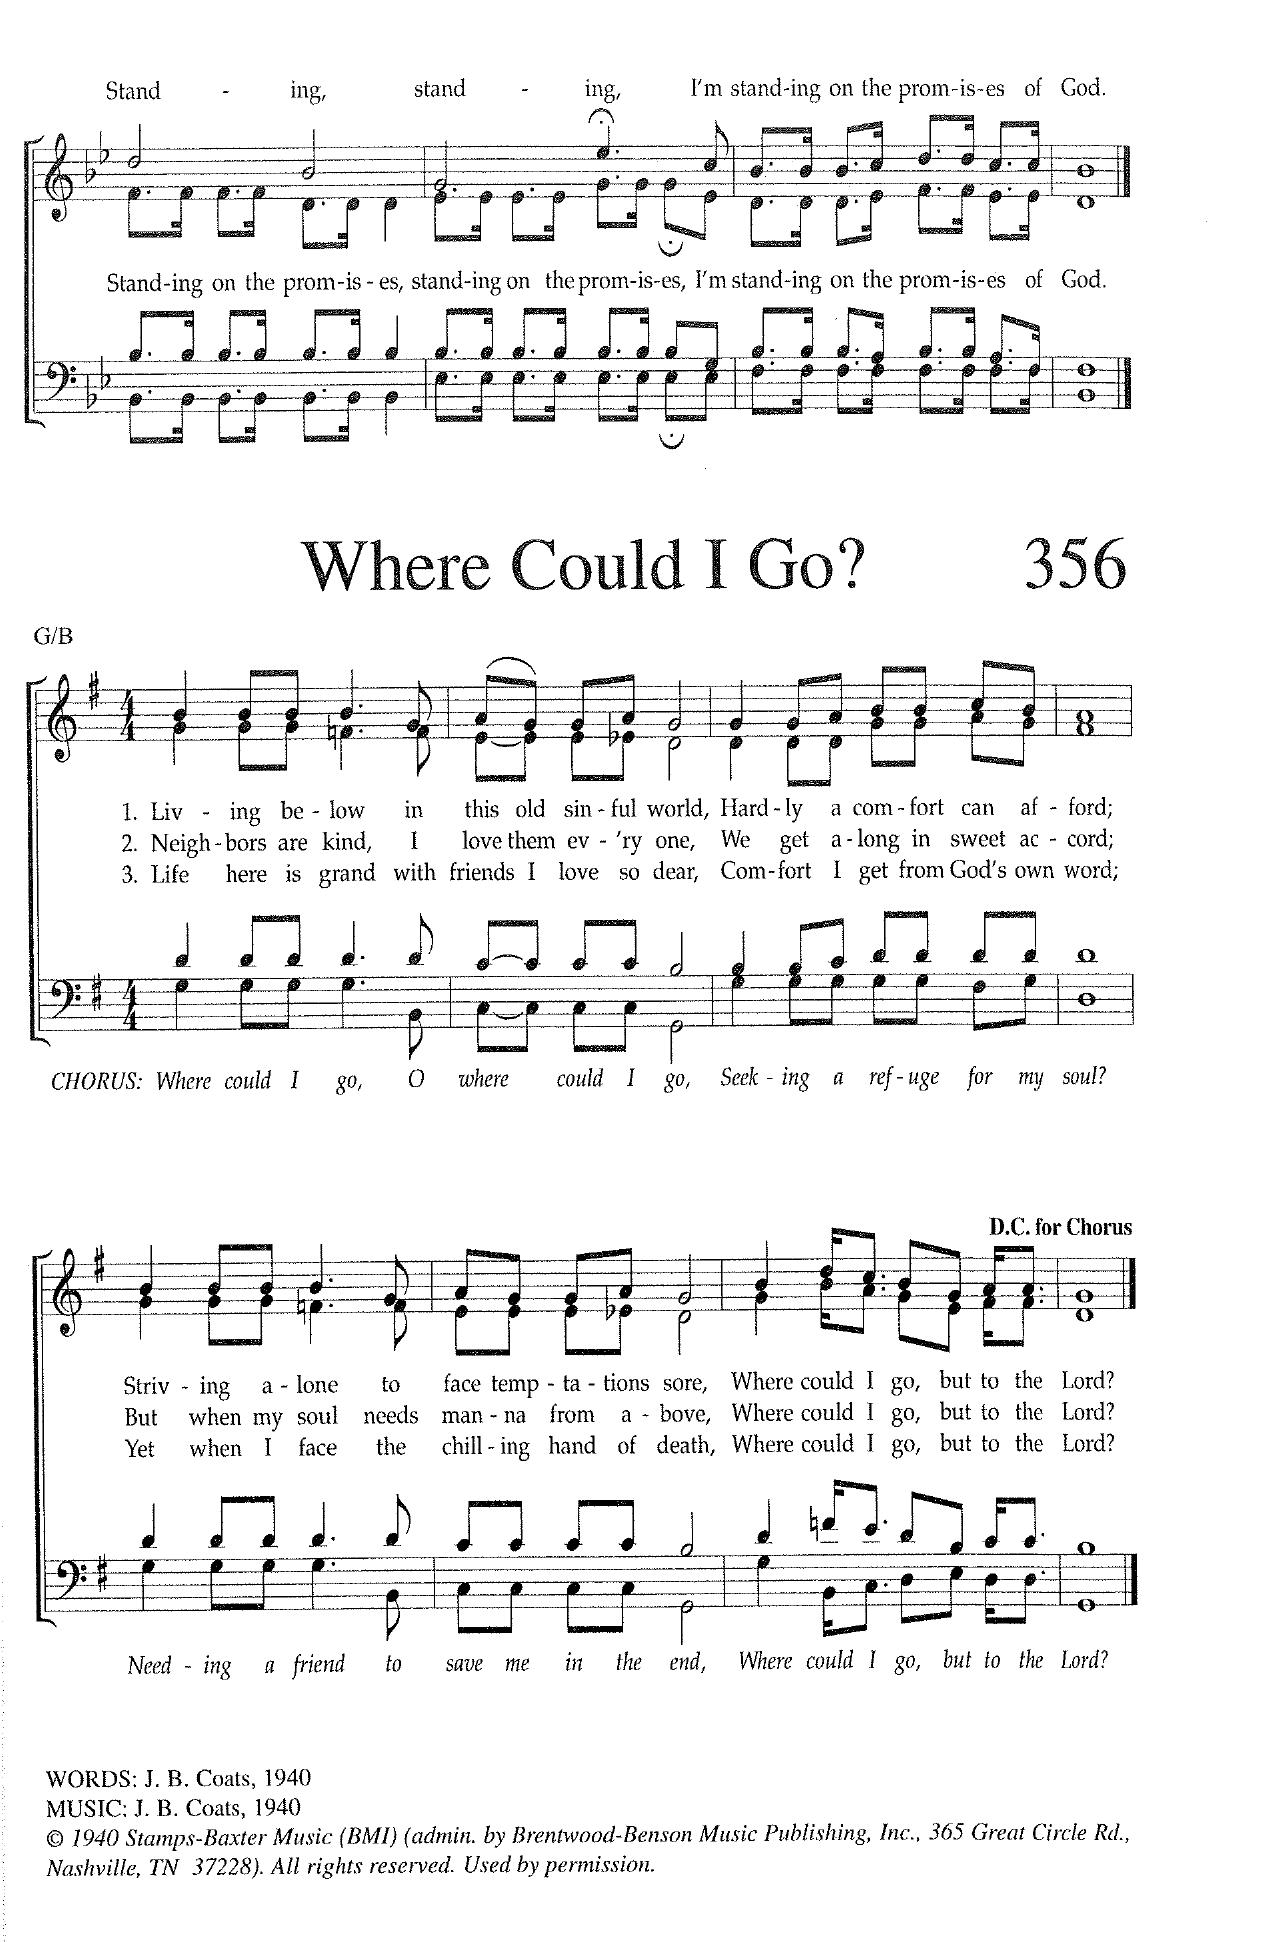 Stand - ing, stand - ing, I'm stand-ing on the prom-is-es of God.
Stand-ing on the prom-is-es, stand-ing on the prom-is-es, I'm stand-ing on the prom-is-es of God.
Where Could I Go? 356
G/B
1. Liv - ing be - low in this old sin - ful world, Hard - ly a com - fort can af - ford;
2. Neigh - bors are kind, I love them ev - 'ry one, We get a - long in sweet ac - cord;
3. Life here is grand with friends I love so dear, Com - fort I get from God's own word;
CHORUS: Where could I go, O where could I go, Seek - ing a ref - uge for my soul?
D.C. for Chorus
Striv - ing a - lone to face temp - ta - tions sore, Where could I go, but to the Lord?
But when my soul needs man - na from a - bove, Where could I go, but to the Lord?
Yet when I face the chill - ing hand of death, Where could I go, but to the Lord?
Need - ing a friend to save me in the end, Where could I go, but to the Lord?
WORDS: J. B. Coats, 1940
MUSIC: J. B. Coats, 1940
© 1940 Stamps-Baxter Music (BMI) (admin. by Brentwood-Benson Music Publishing, Inc., 365 Great Circle Rd.,
Nashville, TN 37228). All rights reserved. Used by permission.